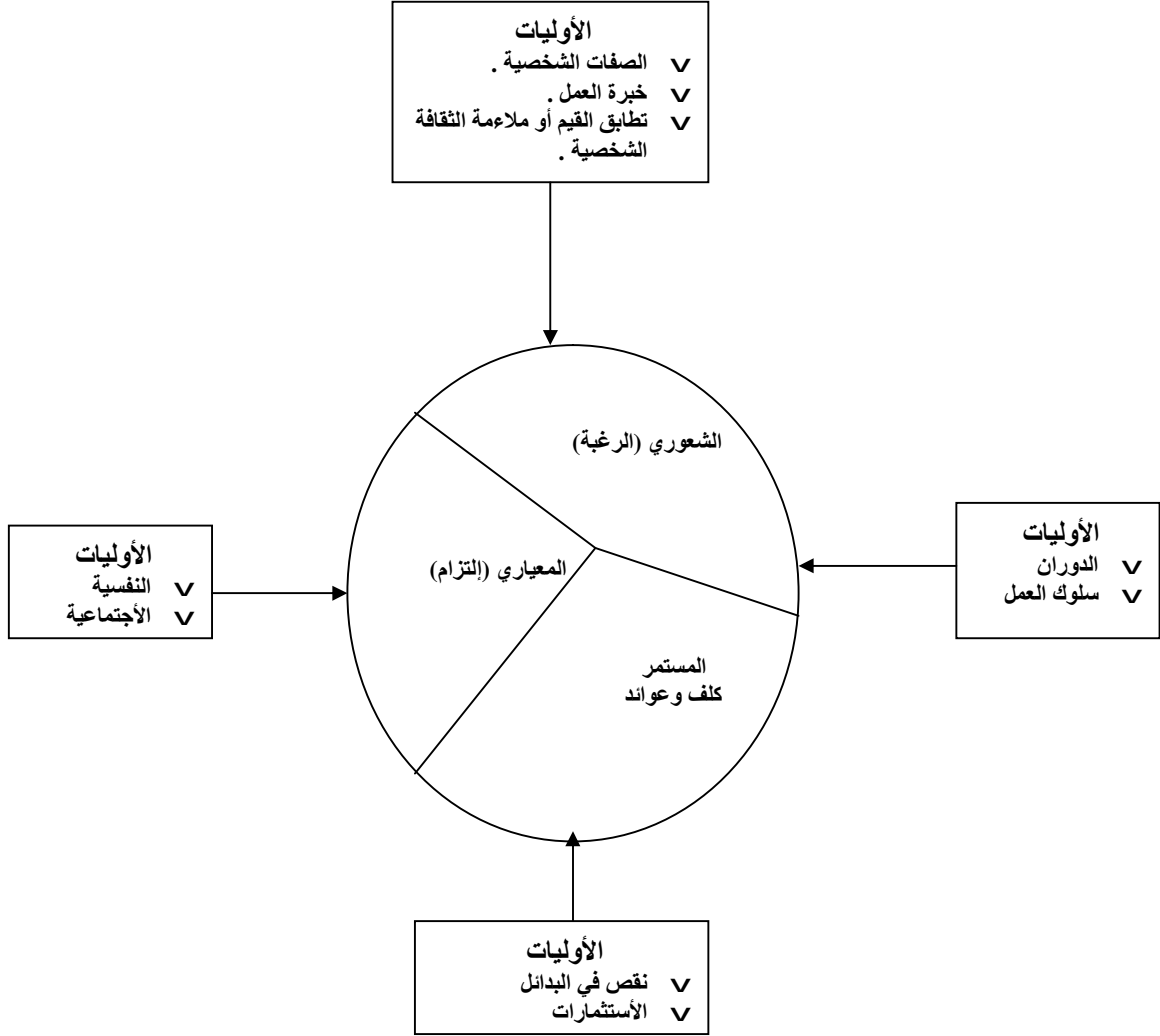 الأوليات
v الصفات الشخصية .
v خبرة العمل .
v تطابق القيم أو ملاءمة الثقافة
الشخصية .
الشعوري (الرغبة)
الأوليات
v الدوران
v سلوك العمل
المعياري (إلتزام)
الأوليات
v النفسية
v الأجتماعية
المستمر
كلف وعوائد
الأوليات
v نقص في البدائل
v الأستثمارات